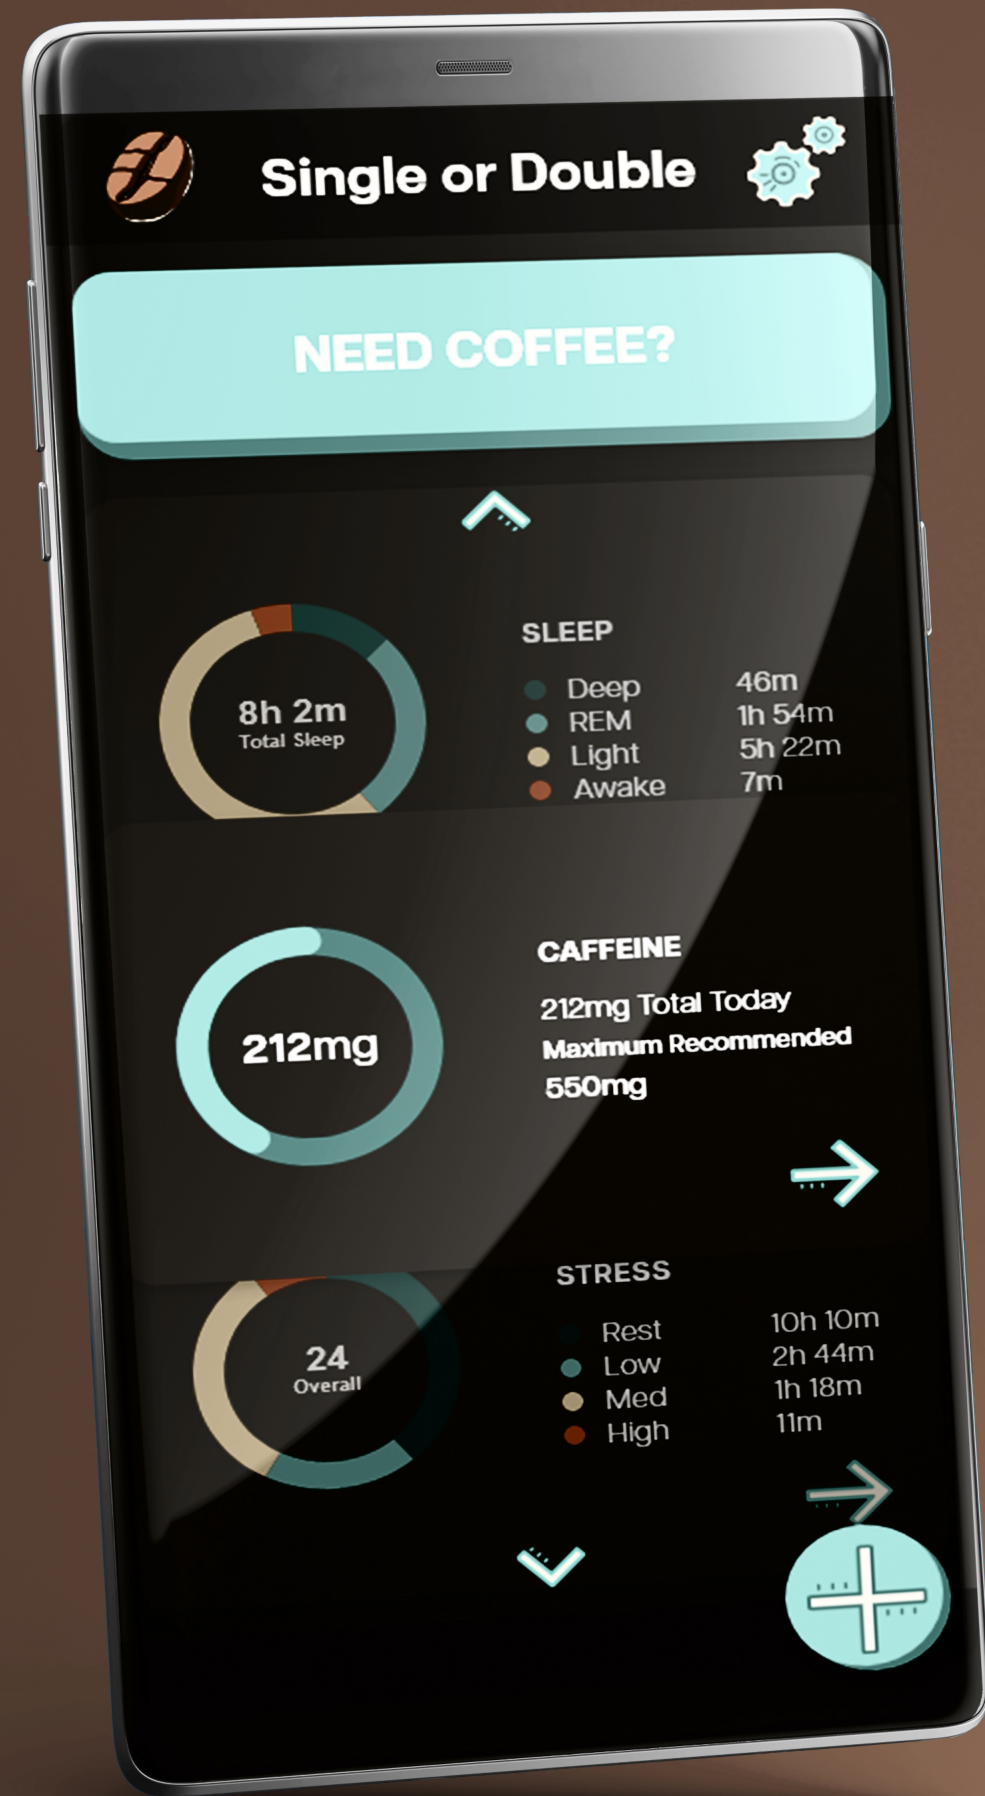 Single or Double
NEED COFFEE?
8h 2m
Total Sleep
SLEEP
Deep 46m
REM 1h 54m
Light 5h 22m
Awake 7m
212mg
CAFFEINE
212mg Total Today
Maximum Recommended
550mg
24
Overall
STRESS
Rest 10h 10m
Low 2h 44m
Med 1h 18m
High 11m